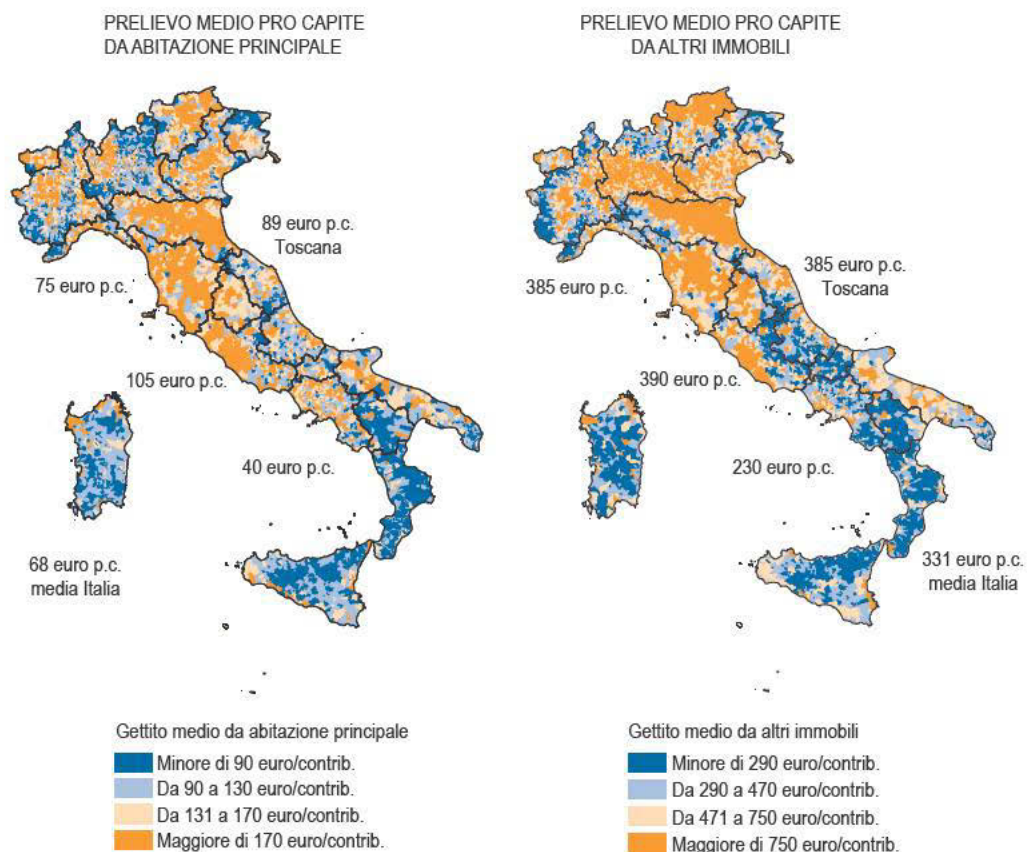 PRELIEVO MEDIO PRO CAPITE
DA ABITAZIONE PRINCIPALE
89 euro p.c.
Toscana
75 euro p.c.
105 euro p.c.
40 euro p.c.
68 euro p.c.
media Italia
Gettito medio da abitazione principale
Minore di 90 euro/contrib.
Da 90 a 130 euro/contrib.
Da 131 a 170 euro/contrib.
Maggiore di 170 euro/contrib.
PRELIEVO MEDIO PRO CAPITE
DA ALTRI IMMOBILI
385 euro p.c.
Toscana
385 euro p.c.
390 euro p.c.
230 euro p.c.
331 euro p.c.
media Italia
Gettito medio da altri immobili
Minore di 290 euro/contrib.
Da 290 a 470 euro/contrib.
Da 471 a 750 euro/contrib.
Maggiore di 750 euro/contrib.